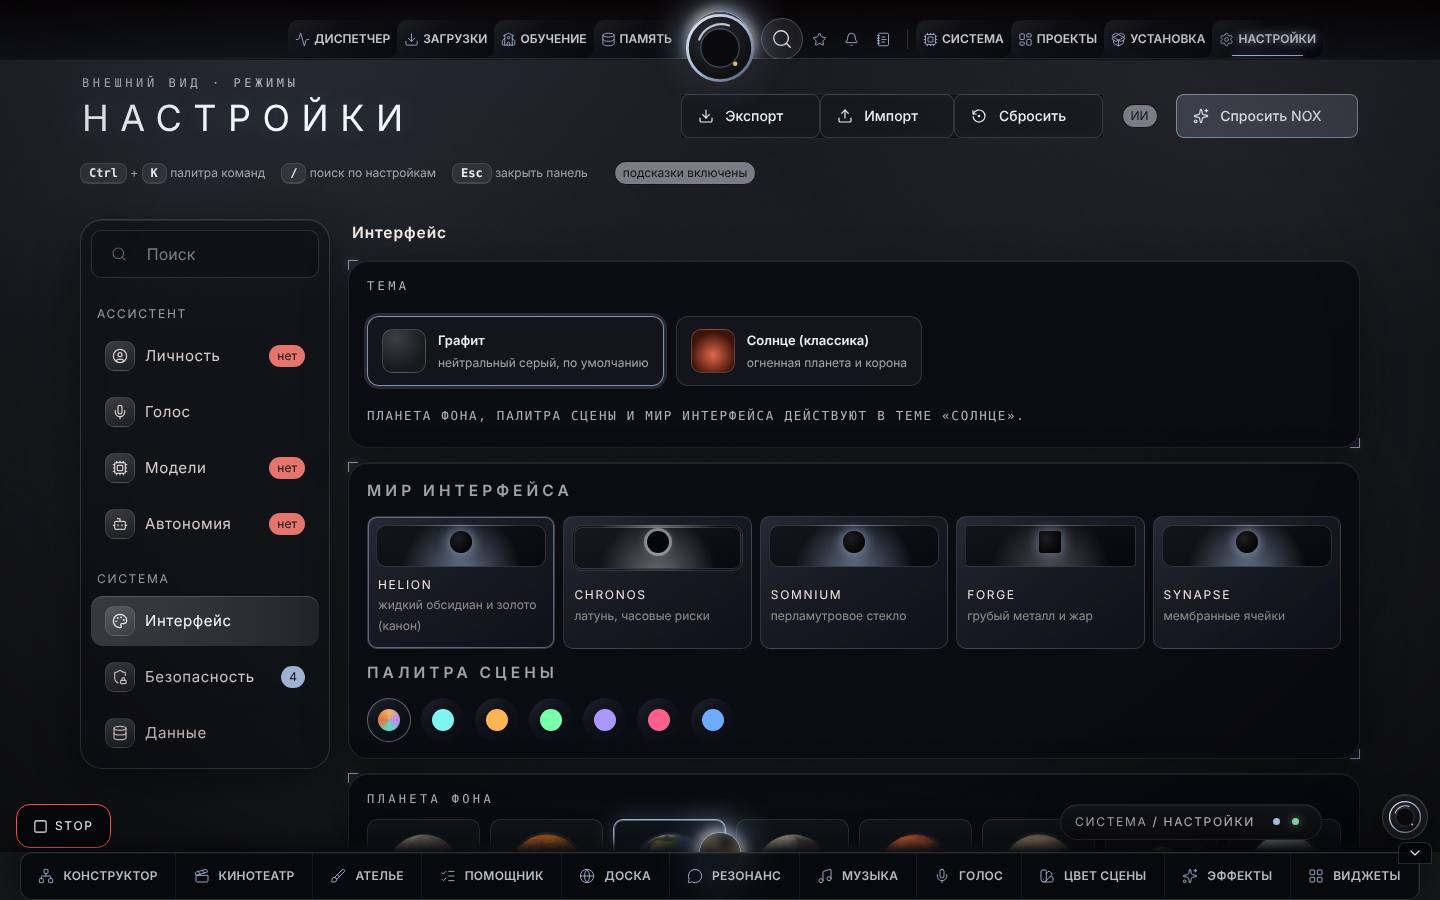 ДИСПЕТЧЕР ЗАГРУЗКИ ОБУЧЕНИЕ ПАМЯТЬ СИСТЕМА ПРОЕКТЫ УСТАНОВКА НАСТРОЙКИ
ВНЕШНИЙ ВИД · РЕЖИМЫ
НАСТРОЙКИ
Экспорт Импорт Сбросить ИИ Спросить NOX
Ctrl + K палитра команд / поиск по настройкам Esc закрыть панель подсказки включены
Поиск
АССИСТЕНТ
Личность нет
Голос
Модели нет
Автономия нет
СИСТЕМА
Интерфейс
Безопасность 4
Данные
Интерфейс
ТЕМА
Графит
нейтральный серый, по умолчанию
Солнце (классика)
огненная планета и корона
ПЛАНЕТА ФОНА, ПАЛИТРА СЦЕНЫ И МИР ИНТЕРФЕЙСА ДЕЙСТВУЮТ В ТЕМЕ «СОЛНЦЕ».
МИР ИНТЕРФЕЙСА
HELION
жидкий обсидиан и золото
(канон)
CHRONOS
латунь, часовые риски
SOMNIUM
перламутровое стекло
FORGE
грубый металл и жар
SYNAPSE
мембранные ячейки
ПАЛИТРА СЦЕНЫ
ПЛАНЕТА ФОНА
STOP
СИСТЕМА / НАСТРОЙКИ
КОНСТРУКТОР КИНОТЕАТР АТЕЛЬЕ ПОМОЩНИК ДОСКА РЕЗОНАНС МУЗЫКА ГОЛОС ЦВЕТ СЦЕНЫ ЭФФЕКТЫ ВИДЖЕТЫ